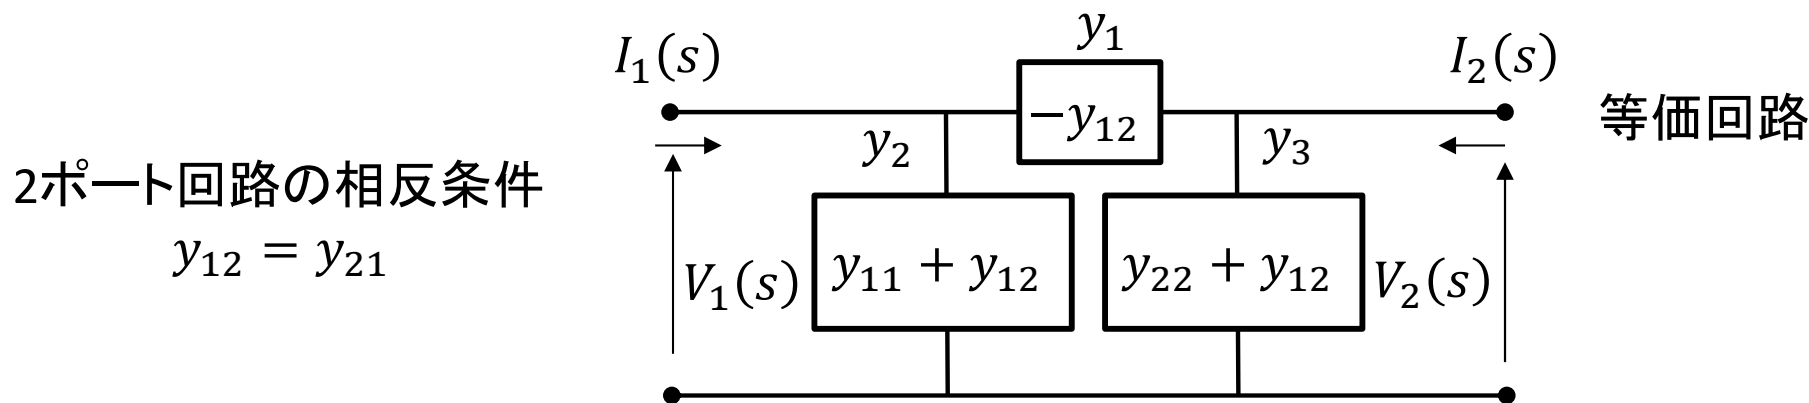 2ポート回路の相反条件
y₁₂ = y₂₁
I₁(s)
y₁
I₂(s)
−y₁₂
y₂
y₃
V₁(s)
y₁₁ + y₁₂
y₂₂ + y₁₂
V₂(s)
等価回路